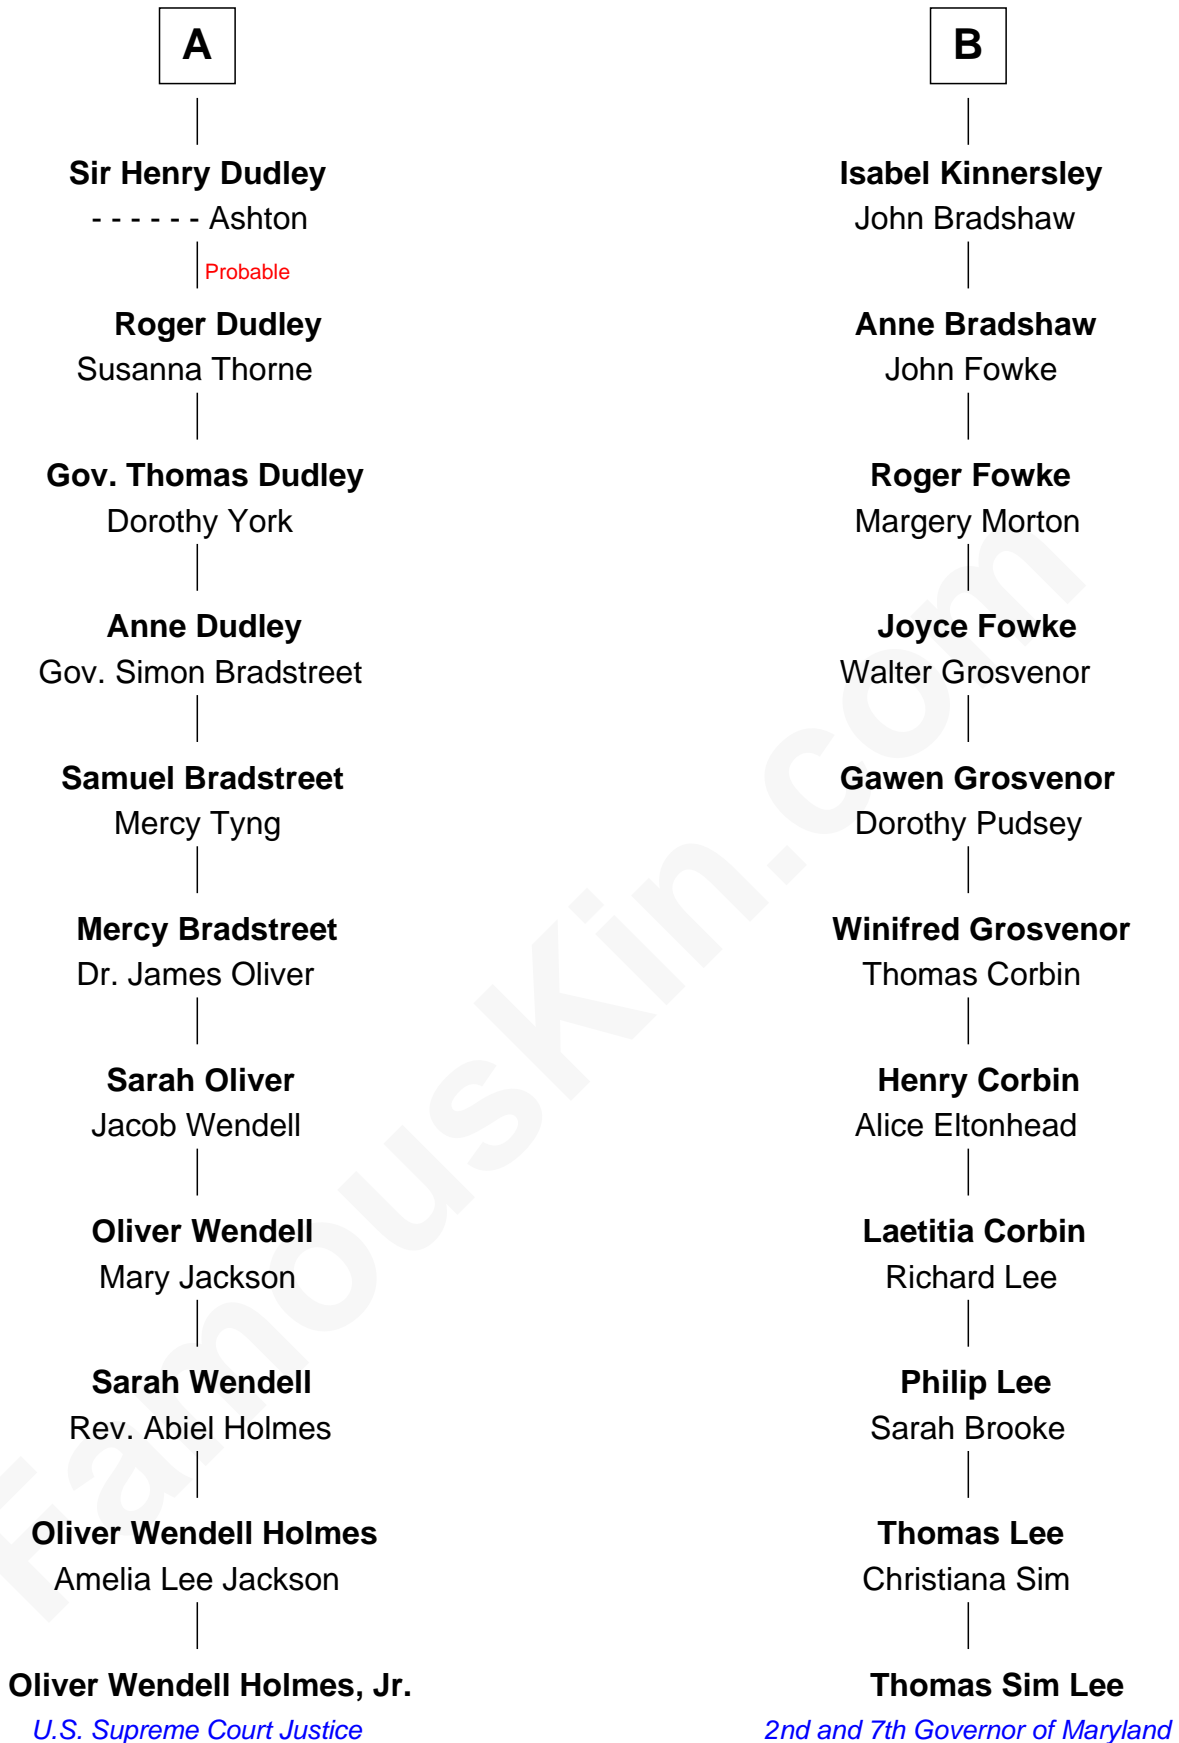 A
Sir Henry Dudley
- - - - - - Ashton
Probable
Roger Dudley
Susanna Thorne
Gov. Thomas Dudley
Dorothy York
Anne Dudley
Gov. Simon Bradstreet
Samuel Bradstreet
Mercy Tyng
Mercy Bradstreet
Dr. James Oliver
Sarah Oliver
Jacob Wendell
Oliver Wendell
Mary Jackson
Sarah Wendell
Rev. Abiel Holmes
Oliver Wendell Holmes
Amelia Lee Jackson
Oliver Wendell Holmes, Jr.
U.S. Supreme Court Justice
B
Isabel Kinnersley
John Bradshaw
Anne Bradshaw
John Fowke
Roger Fowke
Margery Morton
Joyce Fowke
Walter Grosvenor
Gawen Grosvenor
Dorothy Pudsey
Winifred Grosvenor
Thomas Corbin
Henry Corbin
Alice Eltonhead
Laetitia Corbin
Richard Lee
Philip Lee
Sarah Brooke
Thomas Lee
Christiana Sim
Thomas Sim Lee
2nd and 7th Governor of Maryland
FamousKin.com